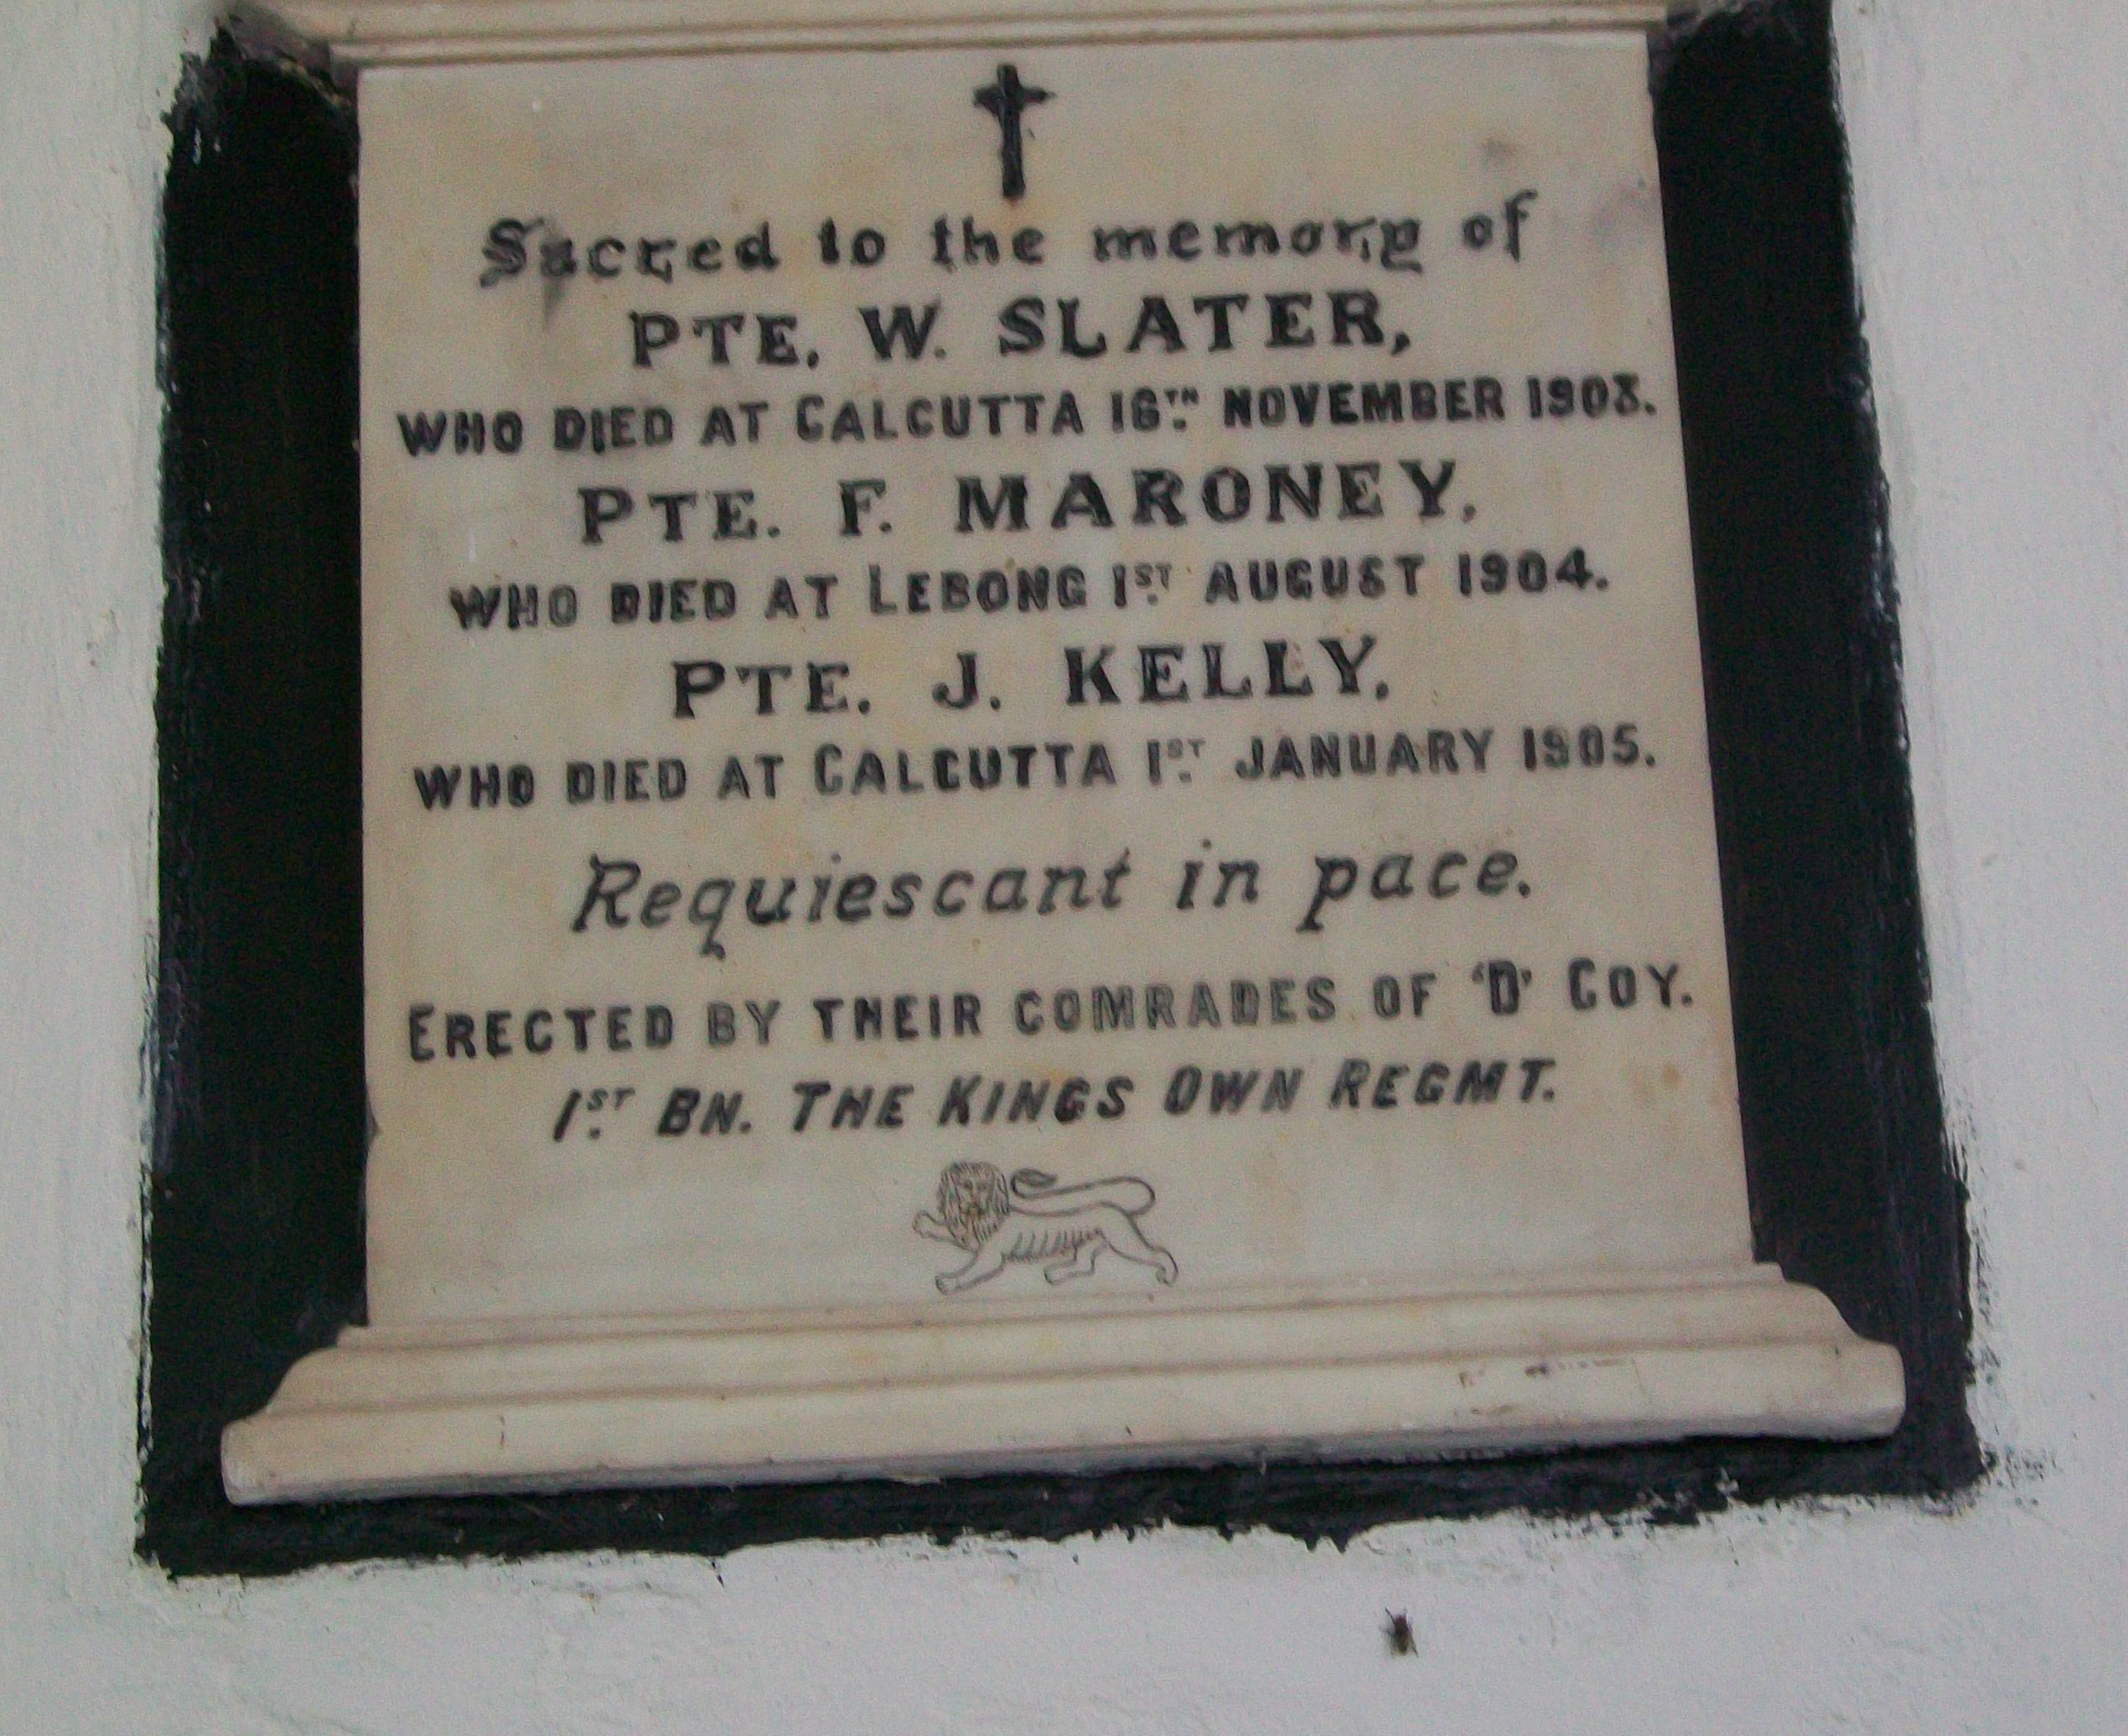 Sacred to the memory of
PTE. W. SLATER,
WHO DIED AT CALCUTTA 16TH NOVEMBER 1903.
PTE. F. MARONEY,
WHO DIED AT LEBONG 1ST AUGUST 1904.
PTE. J. KELLY,
WHO DIED AT CALCUTTA 1ST JANUARY 1905.
Requiescant in pace.
ERECTED BY THEIR COMRADES OF 'D' COY.
1ST BN. THE KINGS OWN REGMT.